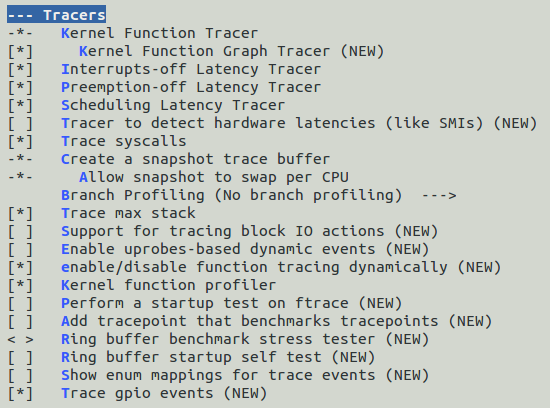 --- Tracers
-*-   Kernel Function Tracer
[*]     Kernel Function Graph Tracer (NEW)
[*]   Interrupts-off Latency Tracer
[*]   Preemption-off Latency Tracer
[*]   Scheduling Latency Tracer
[ ]   Tracer to detect hardware latencies (like SMIs) (NEW)
[*]   Trace syscalls
-*-   Create a snapshot trace buffer
-*-     Allow snapshot to swap per CPU
      Branch Profiling (No branch profiling)  --->
[*]   Trace max stack
[ ]   Support for tracing block IO actions (NEW)
[ ]   Enable uprobes-based dynamic events (NEW)
[*]   enable/disable function tracing dynamically (NEW)
[*]   Kernel function profiler
[ ]   Perform a startup test on ftrace (NEW)
[ ]   Add tracepoint that benchmarks tracepoints (NEW)
< >   Ring buffer benchmark stress tester (NEW)
[ ]   Ring buffer startup self test (NEW)
[ ]   Show enum mappings for trace events (NEW)
[*]   Trace gpio events (NEW)